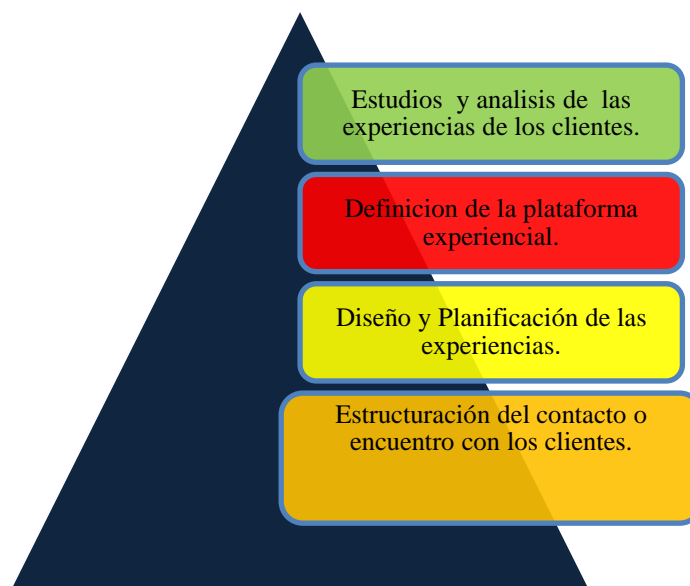 Estudios y analisis de las
experiencias de los clientes.
Definicion de la plataforma
experiencial.
Diseño y Planificación de las
experiencias.
Estructuración del contacto o
encuentro con los clientes.